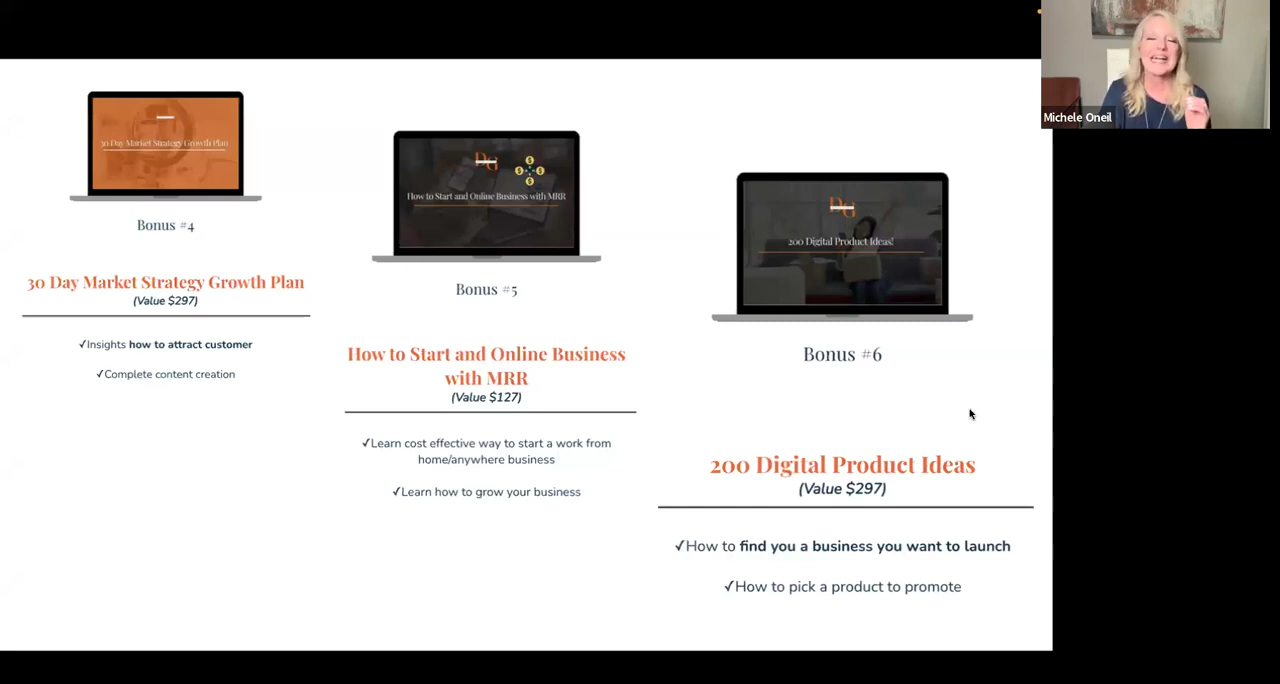 Michele Oneil
30 Day Market Strategy Growth Plan
Bonus #4
30 Day Market Strategy Growth Plan
(Value $297)
✓Insights how to attract customer
✓Complete content creation
DG
How to Start and Online Business with MRR
Bonus #5
How to Start and Online Business
with MRR
(Value $127)
✓Learn cost effective way to start a work from
home/anywhere business
✓Learn how to grow your business
DG
200 Digital Product Ideas!
Bonus #6
200 Digital Product Ideas
(Value $297)
✓How to find you a business you want to launch
✓How to pick a product to promote